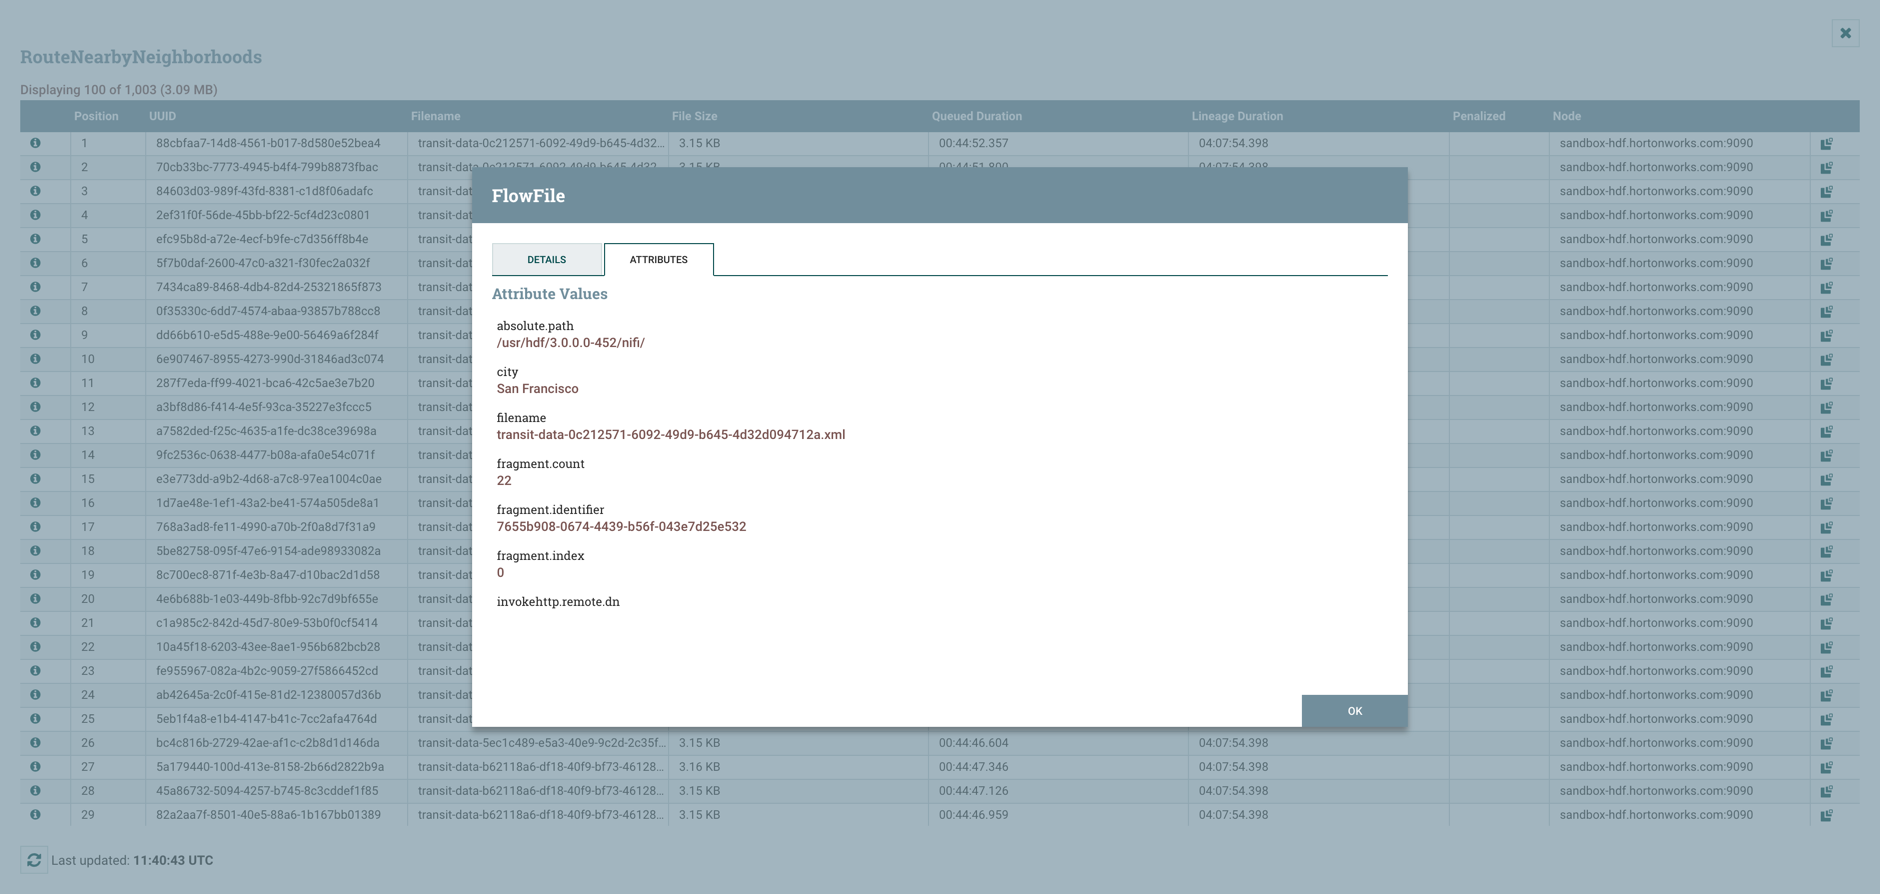 RouteNearbyNeighborhoods
Displaying 100 of 1,003 (3.09 MB)
Position UUID Filename File Size Queued Duration Lineage Duration Penalized Node
1 88cbfaa7-14d8-4561-b017-8d580e52bea4 transit-data-0c212571-6092-49d9-b645-4d32... 3.15 KB 00:44:52.357 04:07:54.398 sandbox-hdf.hortonworks.com:9090
2 70cb33bc-7773-4945-b4f4-799b8873fbac transit-data-0c212571-6092-49d9-b645-4d32... 3.15 KB 00:44:51.809 04:07:54.398 sandbox-hdf.hortonworks.com:9090
3 84603d03-989f-43fd-8381-c1d8f06adafc transit-dat sandbox-hdf.hortonworks.com:9090
4 2ef31f0f-56de-45bb-bf22-5cf4d23c0801 transit-dat sandbox-hdf.hortonworks.com:9090
5 efc95b8d-a72e-4ecf-b9fe-c7d356ff8b4e transit-dat sandbox-hdf.hortonworks.com:9090
6 5f7b0daf-2600-47c0-a321-f30fec2a032f transit-dat sandbox-hdf.hortonworks.com:9090
7 7434ca89-8468-4db4-82d4-25321865f873 transit-dat sandbox-hdf.hortonworks.com:9090
8 0f35330c-6dd7-4574-abaa-93857b788cc8 transit-dat sandbox-hdf.hortonworks.com:9090
9 dd66b610-e5d5-488e-9e00-56469a6f284f transit-dat sandbox-hdf.hortonworks.com:9090
10 6e907467-8955-4273-990d-31846ad3c074 transit-dat sandbox-hdf.hortonworks.com:9090
11 287f7eda-ff99-4021-bca6-42c5ae3e7b20 transit-dat sandbox-hdf.hortonworks.com:9090
12 a3bf8d86-f414-4e5f-93ca-35227e3fccc5 transit-dat sandbox-hdf.hortonworks.com:9090
13 a7582ded-f25c-4635-a1fe-dc38ce39698a transit-dat sandbox-hdf.hortonworks.com:9090
14 9fc2536c-0638-4477-b08a-afa0e54c071f transit-dat sandbox-hdf.hortonworks.com:9090
15 e3e773dd-a9b2-4d68-a7c8-97ea1004c0ae transit-dat sandbox-hdf.hortonworks.com:9090
16 1d7ae48e-1ef1-43a2-be41-574a505de8a1 transit-dat sandbox-hdf.hortonworks.com:9090
17 768a3ad8-fe11-4990-a70b-2f0a8d7f31a9 transit-dat sandbox-hdf.hortonworks.com:9090
18 5be82758-095f-47e6-9154-ade98933082a transit-dat sandbox-hdf.hortonworks.com:9090
19 8c700ec8-871f-4e3b-8a47-d10bac2d1d58 transit-dat sandbox-hdf.hortonworks.com:9090
20 4e6b688b-1e03-449b-8fbb-92c7d9bf655e transit-dat sandbox-hdf.hortonworks.com:9090
21 c1a985c2-842d-45d7-80e9-53b0f0cf5414 transit-dat sandbox-hdf.hortonworks.com:9090
22 10a45f18-6203-43ee-8ae1-956b682bcb28 transit-dat sandbox-hdf.hortonworks.com:9090
23 fe955967-082a-4b2c-9059-27f5866452cd transit-dat sandbox-hdf.hortonworks.com:9090
24 ab42645a-2c0f-415e-81d2-12380057d36b transit-dat sandbox-hdf.hortonworks.com:9090
25 5eb1f4a8-e1b4-4147-b41c-7cc2afa4764d transit-dat sandbox-hdf.hortonworks.com:9090
26 bc4c816b-2729-42ae-af1c-c2b8d1d146da transit-data-5ec1c489-e5a3-40e9-9c2d-2c35f... 3.15 KB 00:44:46.604 04:07:54.398 sandbox-hdf.hortonworks.com:9090
27 5a179440-100d-413e-8158-2b66d2822b9a transit-data-b62118a6-df18-40f9-bf73-46128... 3.16 KB 00:44:47.346 04:07:54.398 sandbox-hdf.hortonworks.com:9090
28 45a86732-5094-4257-b745-8c3cddef1f85 transit-data-b62118a6-df18-40f9-bf73-46128... 3.15 KB 00:44:47.126 04:07:54.398 sandbox-hdf.hortonworks.com:9090
29 82a2aa7f-8501-40e5-88a6-1b167bb01389 transit-data-b62118a6-df18-40f9-bf73-46128... 3.15 KB 00:44:46.959 04:07:54.398 sandbox-hdf.hortonworks.com:9090
FlowFile
DETAILS ATTRIBUTES
Attribute Values
absolute.path
/usr/hdf/3.0.0.0-452/nifi/
city
San Francisco
filename
transit-data-0c212571-6092-49d9-b645-4d32d094712a.xml
fragment.count
22
fragment.identifier
7655b908-0674-4439-b56f-043e7d25e532
fragment.index
0
invokehttp.remote.dn
OK
Last updated: 11:40:43 UTC